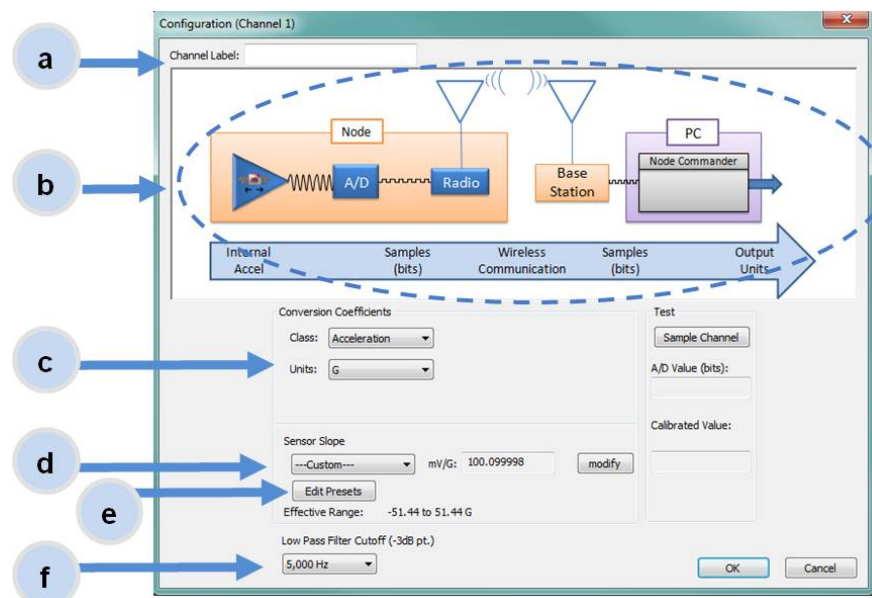 Configuration (Channel 1)
x
a
Channel Label:
b
Node
PC
Node Commander
A/D
Radio
Base
Station
Internal
Accel
Samples
(bits)
Wireless
Communication
Samples
(bits)
Output
Units
c
Conversion Coefficients
Class: Acceleration
Units: G
Test
Sample Channel
A/D Value (bits):
Calibrated Value:
d
Sensor Slope
---Custom--- mV/G: 100.099998 modify
e
Edit Presets
Effective Range: -51.44 to 51.44 G
f
Low Pass Filter Cutoff (-3dB pt.)
5,000 Hz
OK Cancel